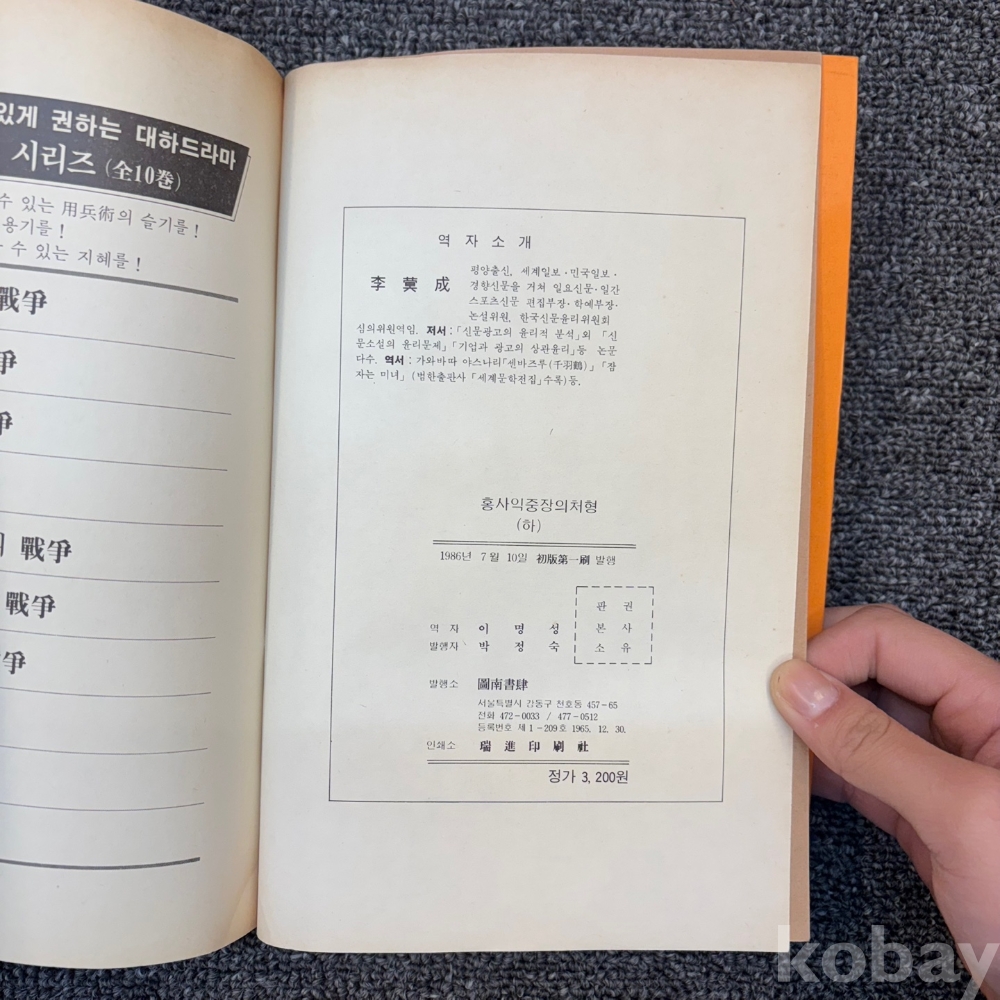 있게 권하는 대하드라마
시리즈 (全10巻)
수 있는 用兵術의 슬기를!
용기를!
수 있는 지혜를!
戰爭
爭
爭
戰爭
戰爭
爭
역자소개
李蓂成
평양출신, 세계일보·민국일보·
경향신문을 거쳐 일요신문·일간
스포츠신문 편집부장·학예부장·
논설위원, 한국신문윤리위원회
심의위원역임. 저서:「신문광고의 윤리적 분석」외 「신
문소설의 윤리문제」「기업과 광고의 상관윤리」등 논문
다수. 역서: 가와바따 야스나리「센바즈루(千羽鶴)」「잠
자는 미녀」(범한출판사 「세계문학전집」수록)등.
홍사익중장의처형
(하)
1986년 7월 10일 初版第一刷 발행
판권
본사
소유
역자 이명성
발행자 박정숙
발행소 圖南書肆
서울특별시 강동구 천호동 457-65
전화 472-0033 / 477-0512
등록번호 제1-209호 1965. 12. 30.
인쇄소 瑞進印刷社
정가 3,200원
kobay